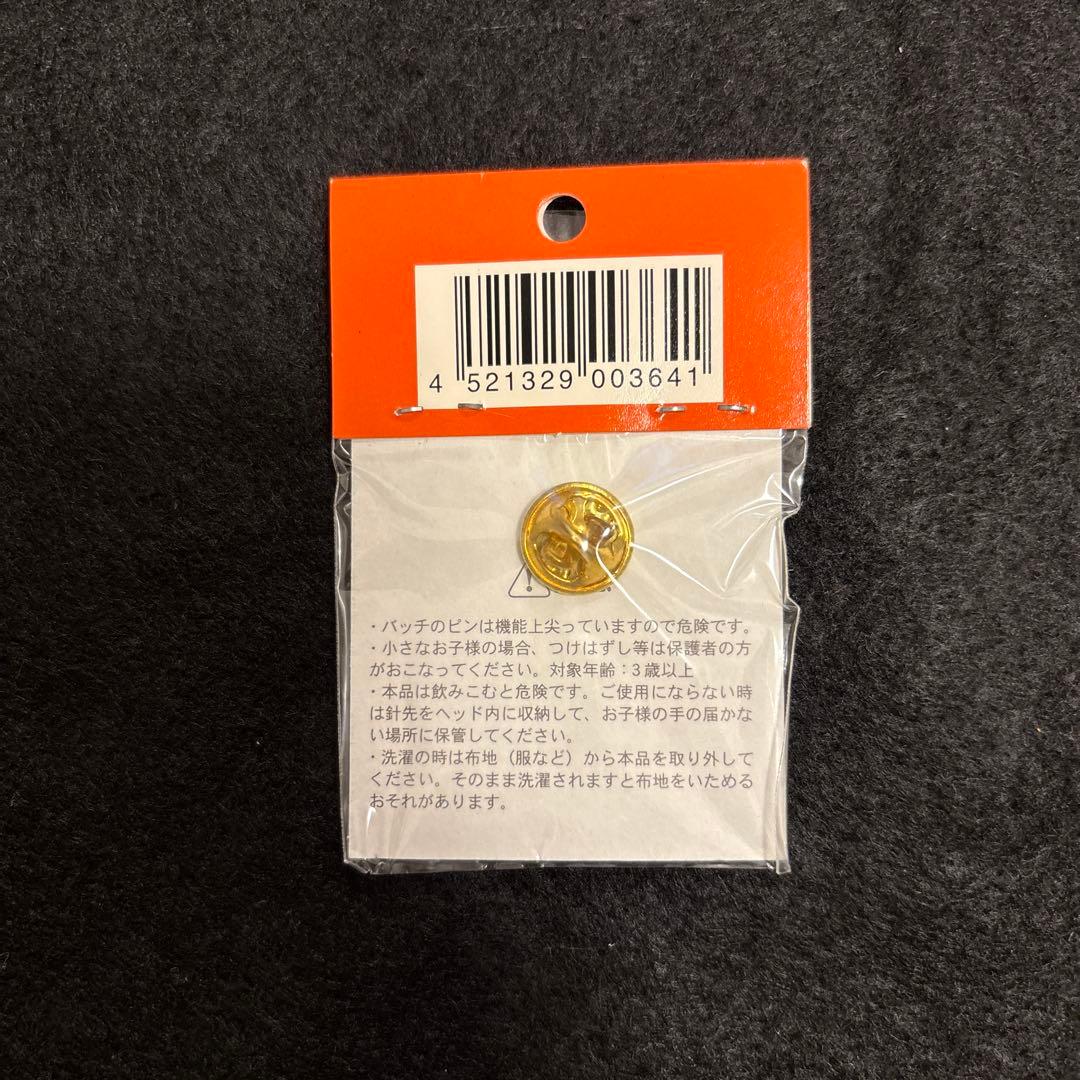 4 521329 003641
・バッチのピンは機能上尖っていますので危険です。
・小さなお子様の場合、つけはずし等は保護者の方
がおこなってください。対象年齢：3歳以上
・本品は飲みこむと危険です。ご使用にならない時
は針先をヘッド内に収納して、お子様の手の届かな
い場所に保管してください。
・洗濯の時は布地（服など）から本品を取り外して
ください。そのまま洗濯されますと布地をいためる
おそれがあります。